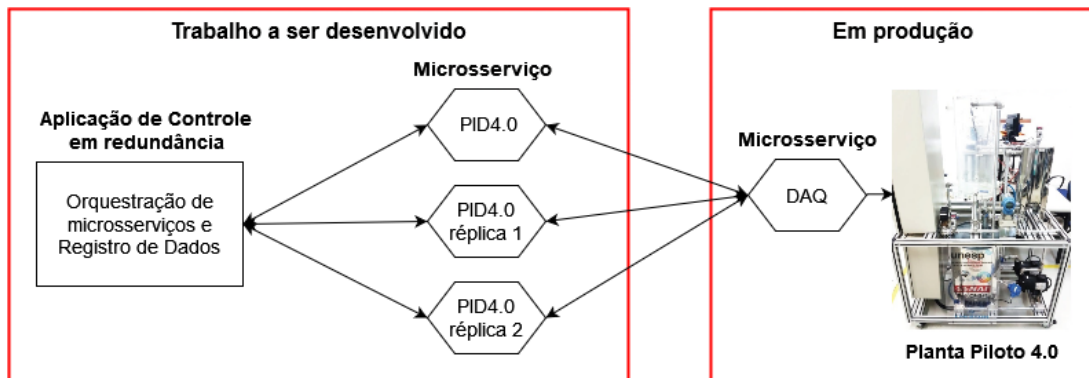 Trabalho a ser desenvolvido
Em produção
Microsserviço
Aplicação de Controle
em redundância
PID4.0
Microsserviço
Orquestração de
microsserviços e
Registro de Dados
PID4.0
réplica 1
DAQ
unesp
PID4.0
réplica 2
Planta Piloto 4.0